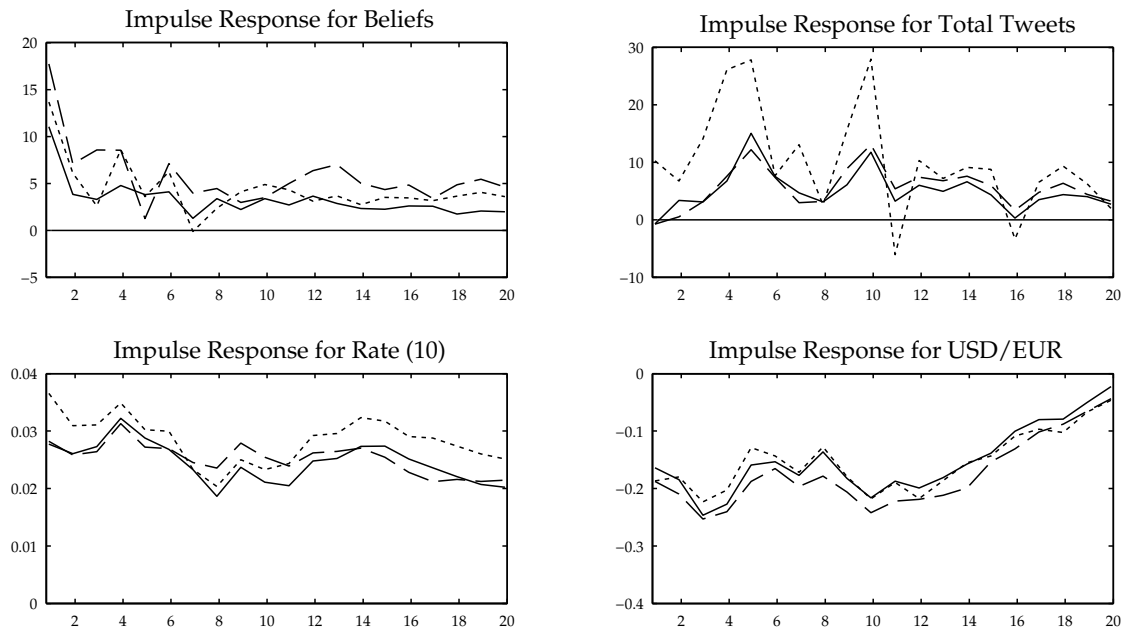 Impulse Response for Beliefs
20
15
10
5
0
−5
2 4 6 8 10 12 14 16 18 20
Impulse Response for Total Tweets
30
20
10
0
−10
2 4 6 8 10 12 14 16 18 20
Impulse Response for Rate (10)
0.04
0.03
0.02
0.01
0
2 4 6 8 10 12 14 16 18 20
Impulse Response for USD/EUR
0
−0.1
−0.2
−0.3
−0.4
2 4 6 8 10 12 14 16 18 20